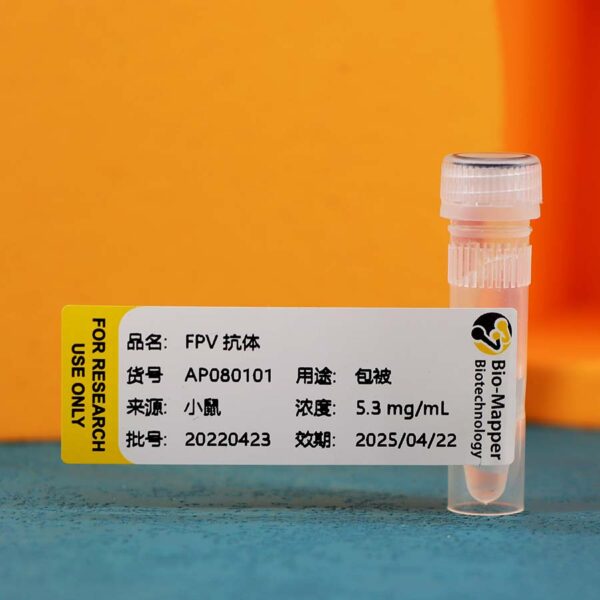 FOR RESEARCH
USE ONLY
品名: FPV 抗体
货号 AP080101 用途: 包被
来源: 小鼠 浓度: 5.3 mg/mL
批号: 20220423 效期: 2025/04/22
Bio-Mapper
Biotechnology